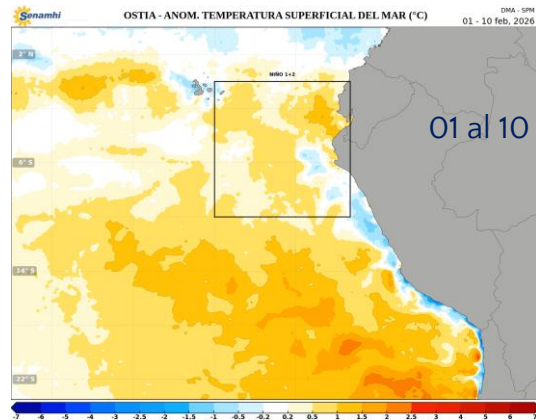 Senamhi
OSTIA - ANOM. TEMPERATURA SUPERFICIAL DEL MAR (°C)
DMA - SPM
01 - 10 feb, 2026
2° N
NIÑO 1+2
01 al 10
6° S
14° S
22° S
-7 -6 -5 -4 -3 -2.5 -2 -1.5 -1 -0.5 -0.2 0.2 0.5 1 1.5 2 2.5 3 4 5 6